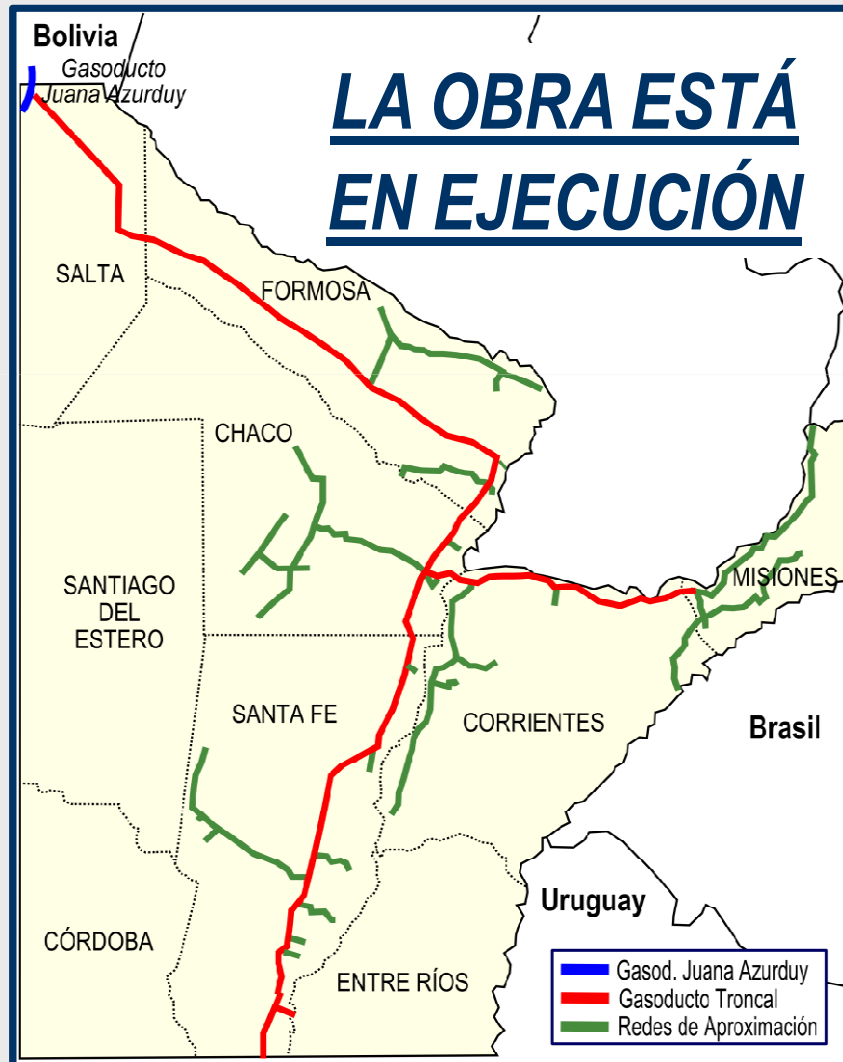 Bolivia
Gasoducto
Juana Azurduy
LA OBRA ESTÁ
EN EJECUCIÓN
SALTA
FORMOSA
CHACO
SANTIAGO
DEL
ESTERO
MISIONES
SANTA FE
CORRIENTES
Brasil
Uruguay
CÓRDOBA
ENTRE RÍOS
Gasod. Juana Azurduy
Gasoducto Troncal
Redes de Aproximación